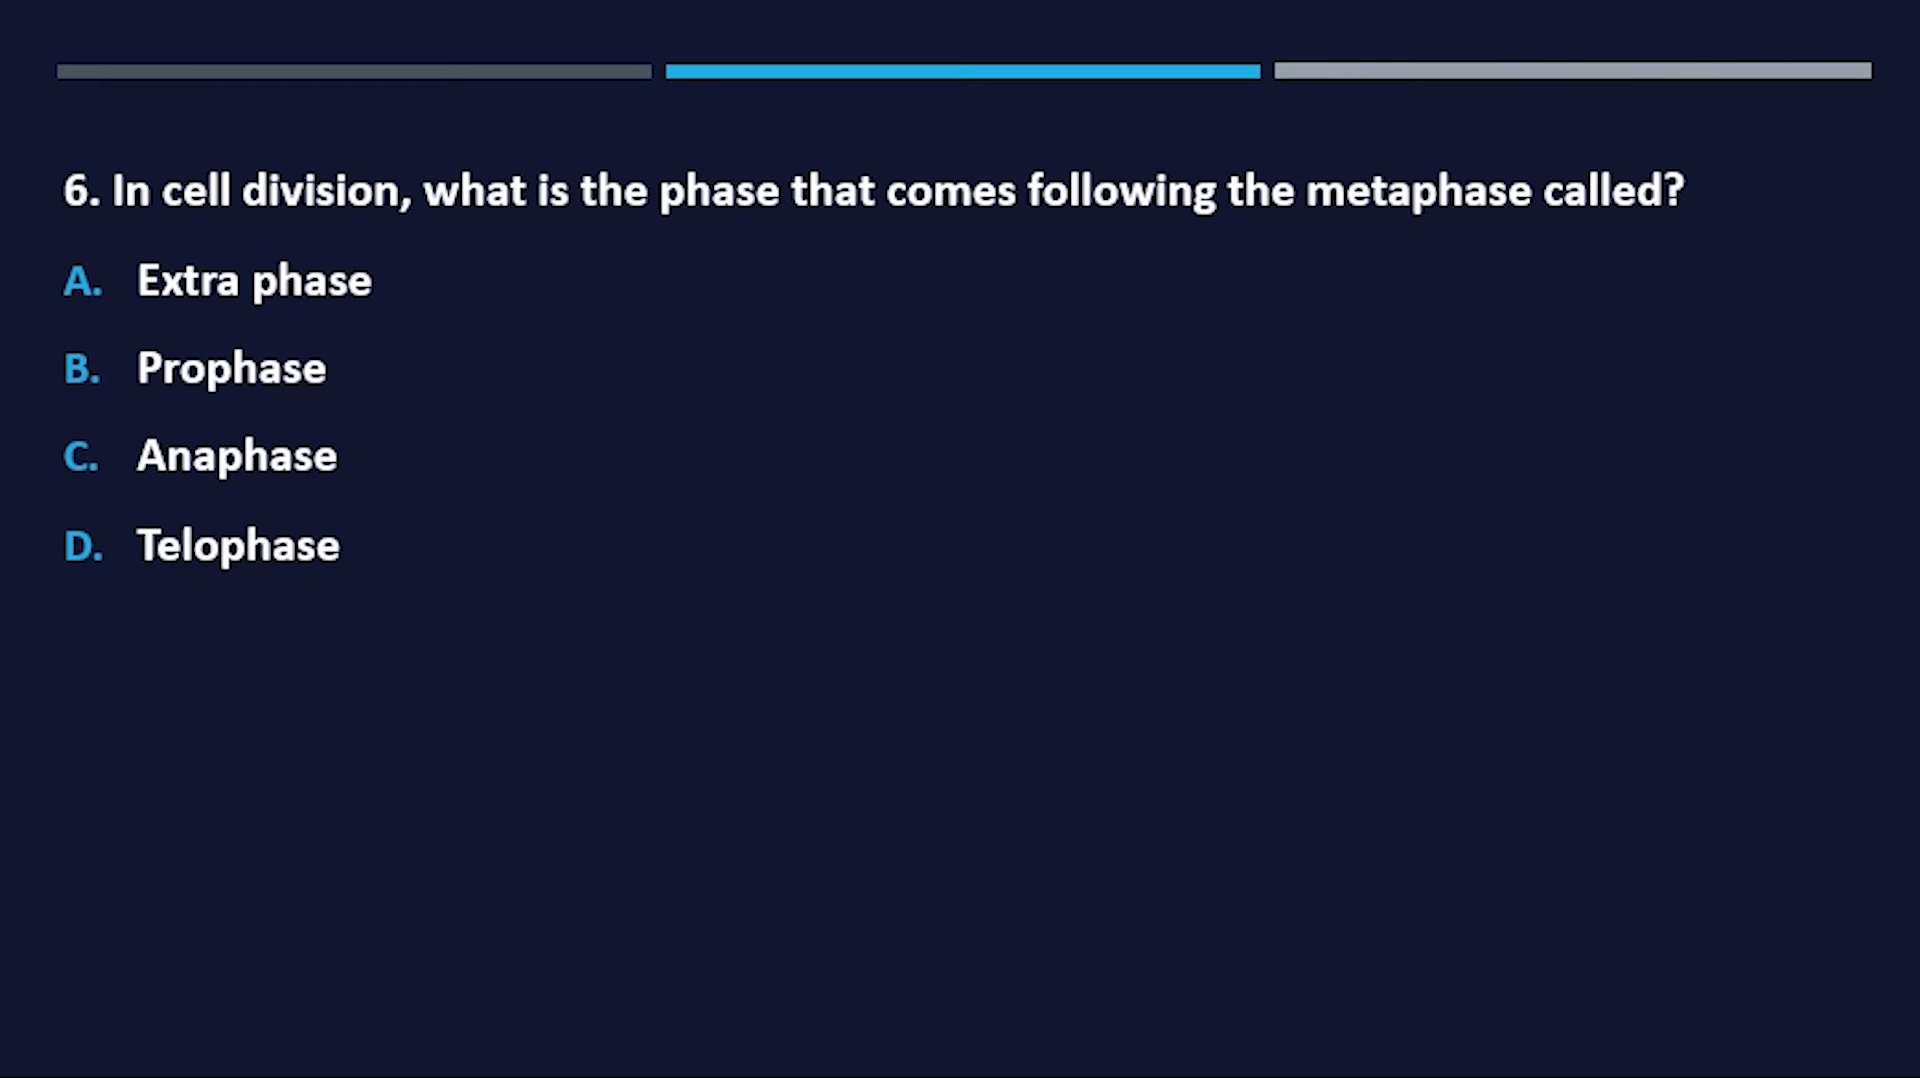 6. In cell division, what is the phase that comes following the metaphase called?
A. Extra phase
B. Prophase
C. Anaphase
D. Telophase